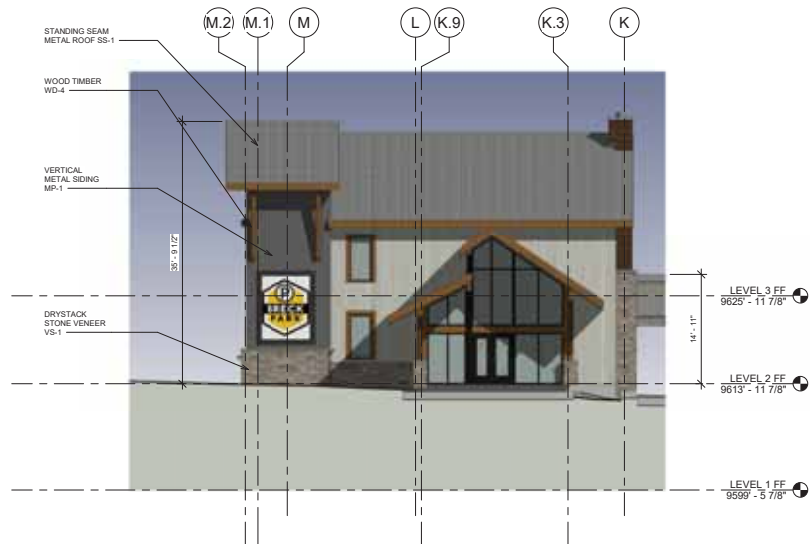 M.2 M.1 M L K.9 K.3 K
STANDING SEAM
METAL ROOF SS-1
WOOD TIMBER
WD-4
VERTICAL
METAL SIDING
MP-1
35' - 9 1/2"
DRYSTACK
STONE VENEER
VS-1
P
BRECK
PARK
14' - 11"
LEVEL 3 FF
9625' - 11 7/8"
LEVEL 2 FF
9613' - 11 7/8"
LEVEL 1 FF
9599' - 5 7/8"